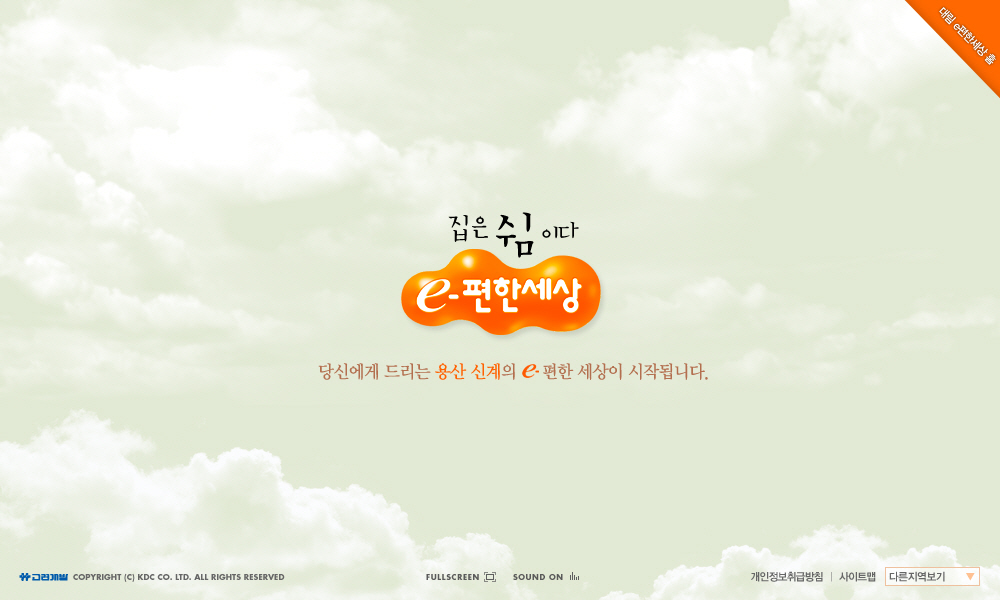 대림 e편한세상 홈
집은 쉼이다
e-편한세상
당신에게 드리는 용산 신계의 e-편한 세상이 시작됩니다.
고려개발 COPYRIGHT (C) KDC CO. LTD. ALL RIGHTS RESERVED
FULLSCREEN SOUND ON
개인정보취급방침 | 사이트맵 다른지역보기